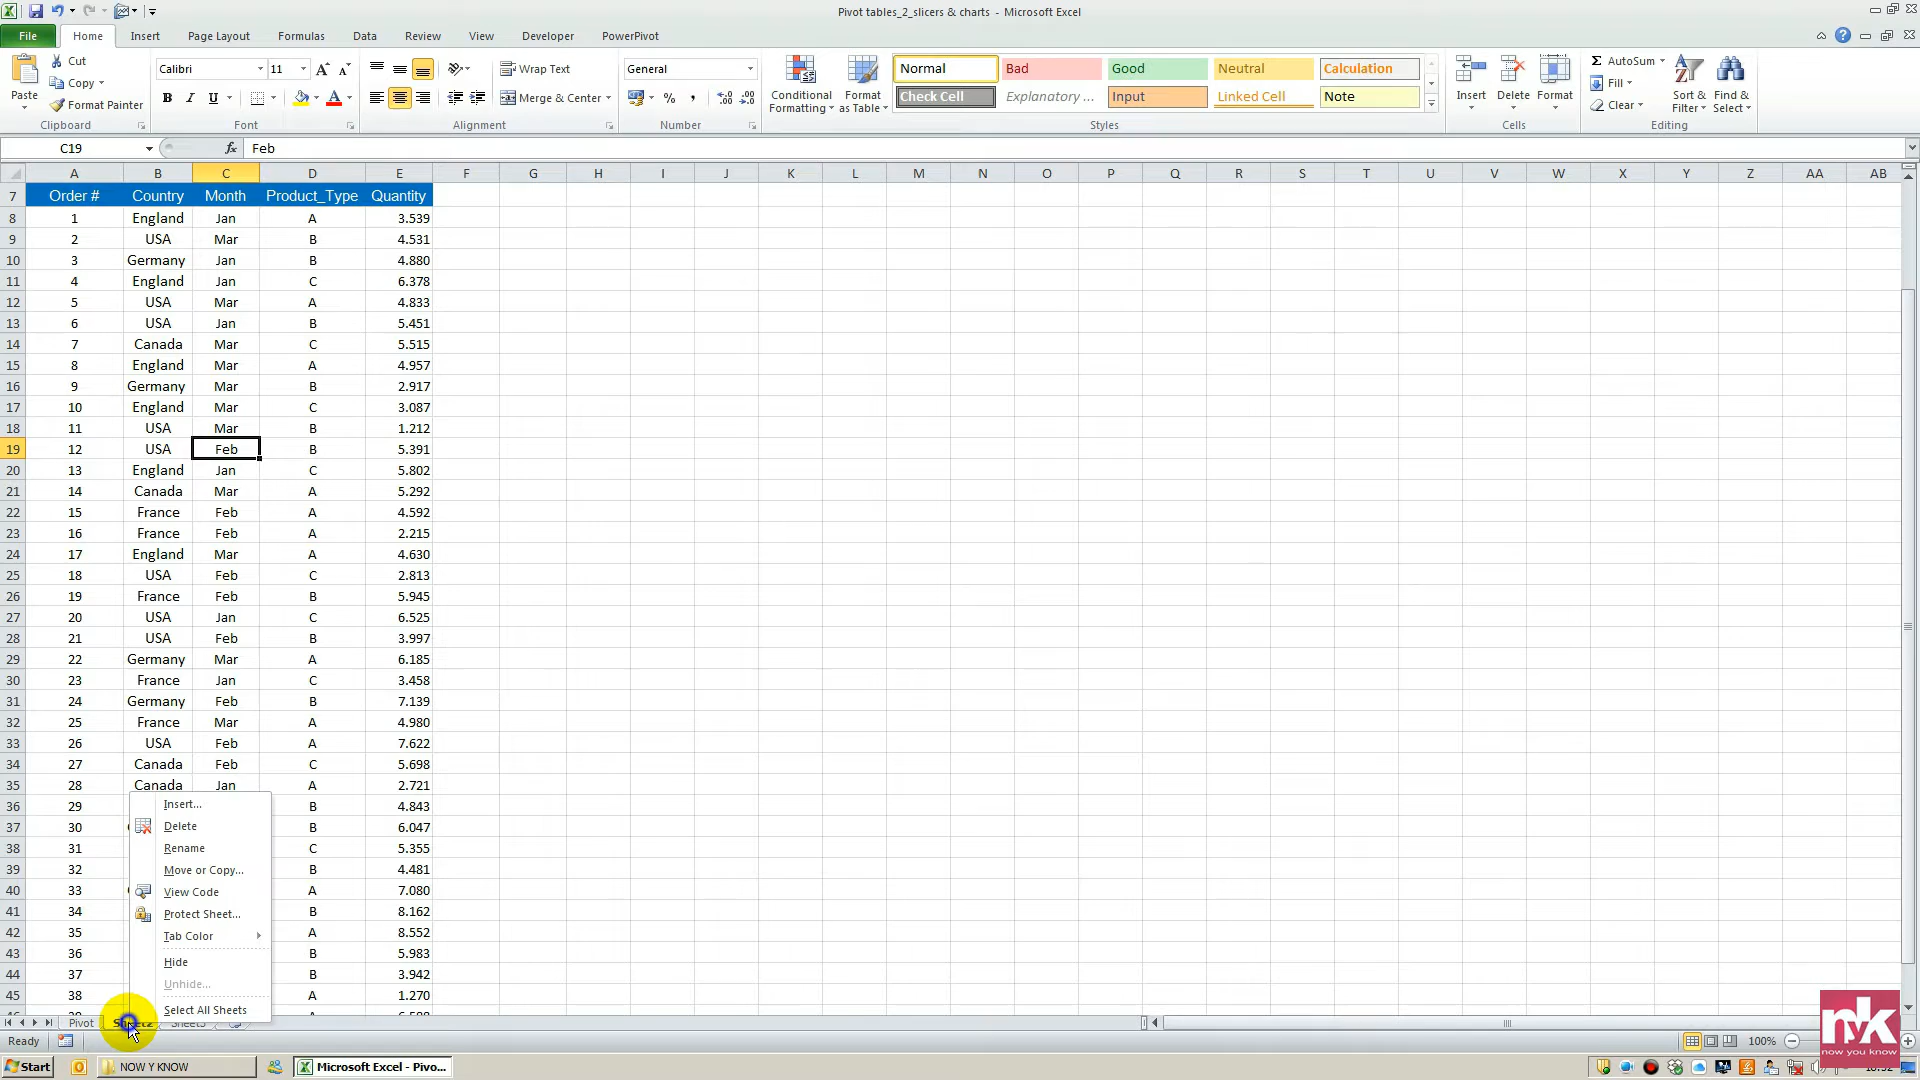 Pivot tables_2_slicers & charts - Microsoft Excel
File Home Insert Page Layout Formulas Data Review View Developer PowerPivot
Paste
Cut
Copy
Format Painter
Clipboard
Calibri 11
B I U
Font
Wrap Text
Merge & Center
Alignment
General
Number
Conditional Formatting
Format as Table
Normal Bad Good Neutral Calculation
Check Cell Explanatory ... Input Linked Cell Note
Styles
Insert Delete Format
Cells
AutoSum
Fill
Clear
Sort & Filter
Find & Select
Editing
C19 fx Feb
A B C D E F G H I J K L M N O P Q R S T U V W X Y Z AA AB
7 Order # Country Month Product_Type Quantity
8 1 England Jan A 3.539
9 2 USA Mar B 4.531
10 3 Germany Jan B 4.880
11 4 England Jan C 6.378
12 5 USA Mar A 4.833
13 6 USA Jan B 5.451
14 7 Canada Mar C 5.515
15 8 England Mar A 4.957
16 9 Germany Mar B 2.917
17 10 England Mar C 3.087
18 11 USA Mar B 1.212
19 12 USA Feb B 5.391
20 13 England Jan C 5.802
21 14 Canada Mar A 5.292
22 15 France Feb A 4.592
23 16 France Feb A 2.215
24 17 England Mar A 4.630
25 18 USA Feb C 2.813
26 19 France Feb B 5.945
27 20 USA Jan C 6.525
28 21 USA Feb B 3.997
29 22 Germany Mar A 6.185
30 23 France Jan C 3.458
31 24 Germany Feb B 7.139
32 25 France Mar A 4.980
33 26 USA Feb A 7.622
34 27 Canada Feb C 5.698
35 28 Canada Jan A 2.721
36 29 B 4.843
37 30 B 6.047
38 31 C 5.355
39 32 B 4.481
40 33 A 7.080
41 34 B 8.162
42 35 A 8.552
43 36 B 5.983
44 37 B 3.942
45 38 A 1.270
Insert...
Delete
Rename
Move or Copy...
View Code
Protect Sheet...
Tab Color
Hide
Unhide...
Select All Sheets
Pivot
Ready 100%
Start NOW Y KNOW Microsoft Excel - Pivo...
nyk
now you know